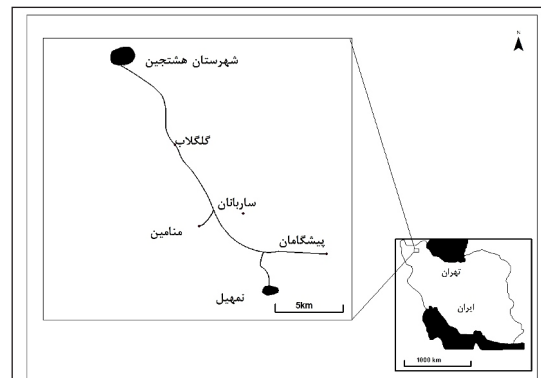 N
شهرستان هشتجین
گلگلاب
ساربانان
منامین
پیشگامان
نمهیل
5km
تهران
ایران
1000 km